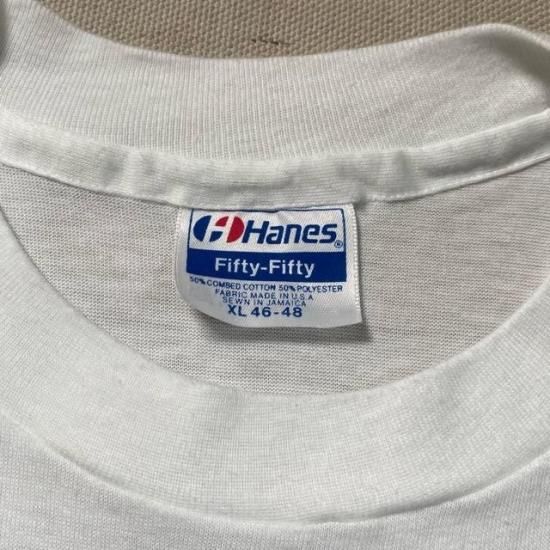 Hanes®
Fifty-Fifty
50% COMBED COTTON 50% POLYESTER
FABRIC MADE IN U.S.A
SEWN IN JAMAICA
XL 46-48